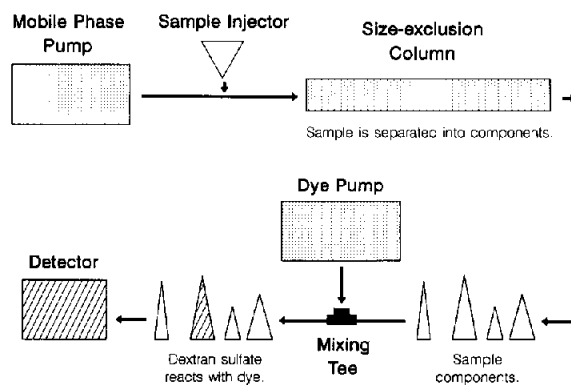 Mobile Phase
Pump
Sample Injector
Size-exclusion
Column
Sample is separated into components.
Dye Pump
Detector
Mixing
Tee
Dextran sulfate
reacts with dye.
Sample
components.